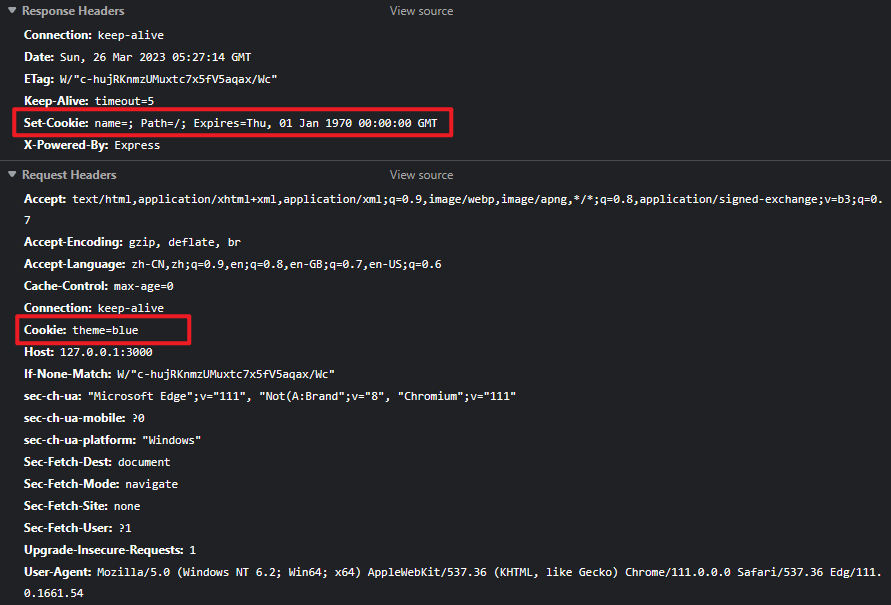 Response Headers View source
Connection: keep-alive
Date: Sun, 26 Mar 2023 05:27:14 GMT
ETag: W/"c-hujRKnmzUMuxtc7x5fV5aqax/Wc"
Keep-Alive: timeout=5
Set-Cookie: name=; Path=/; Expires=Thu, 01 Jan 1970 00:00:00 GMT
X-Powered-By: Express
Request Headers View source
Accept: text/html,application/xhtml+xml,application/xml;q=0.9,image/webp,image/apng,*/*;q=0.8,application/signed-exchange;v=b3;q=0.
7
Accept-Encoding: gzip, deflate, br
Accept-Language: zh-CN,zh;q=0.9,en;q=0.8,en-GB;q=0.7,en-US;q=0.6
Cache-Control: max-age=0
Connection: keep-alive
Cookie: theme=blue
Host: 127.0.0.1:3000
If-None-Match: W/"c-hujRKnmzUMuxtc7x5fV5aqax/Wc"
sec-ch-ua: "Microsoft Edge";v="111", "Not(A:Brand";v="8", "Chromium";v="111"
sec-ch-ua-mobile: ?0
sec-ch-ua-platform: "Windows"
Sec-Fetch-Dest: document
Sec-Fetch-Mode: navigate
Sec-Fetch-Site: none
Sec-Fetch-User: ?1
Upgrade-Insecure-Requests: 1
User-Agent: Mozilla/5.0 (Windows NT 6.2; Win64; x64) AppleWebKit/537.36 (KHTML, like Gecko) Chrome/111.0.0.0 Safari/537.36 Edg/111.
0.1661.54